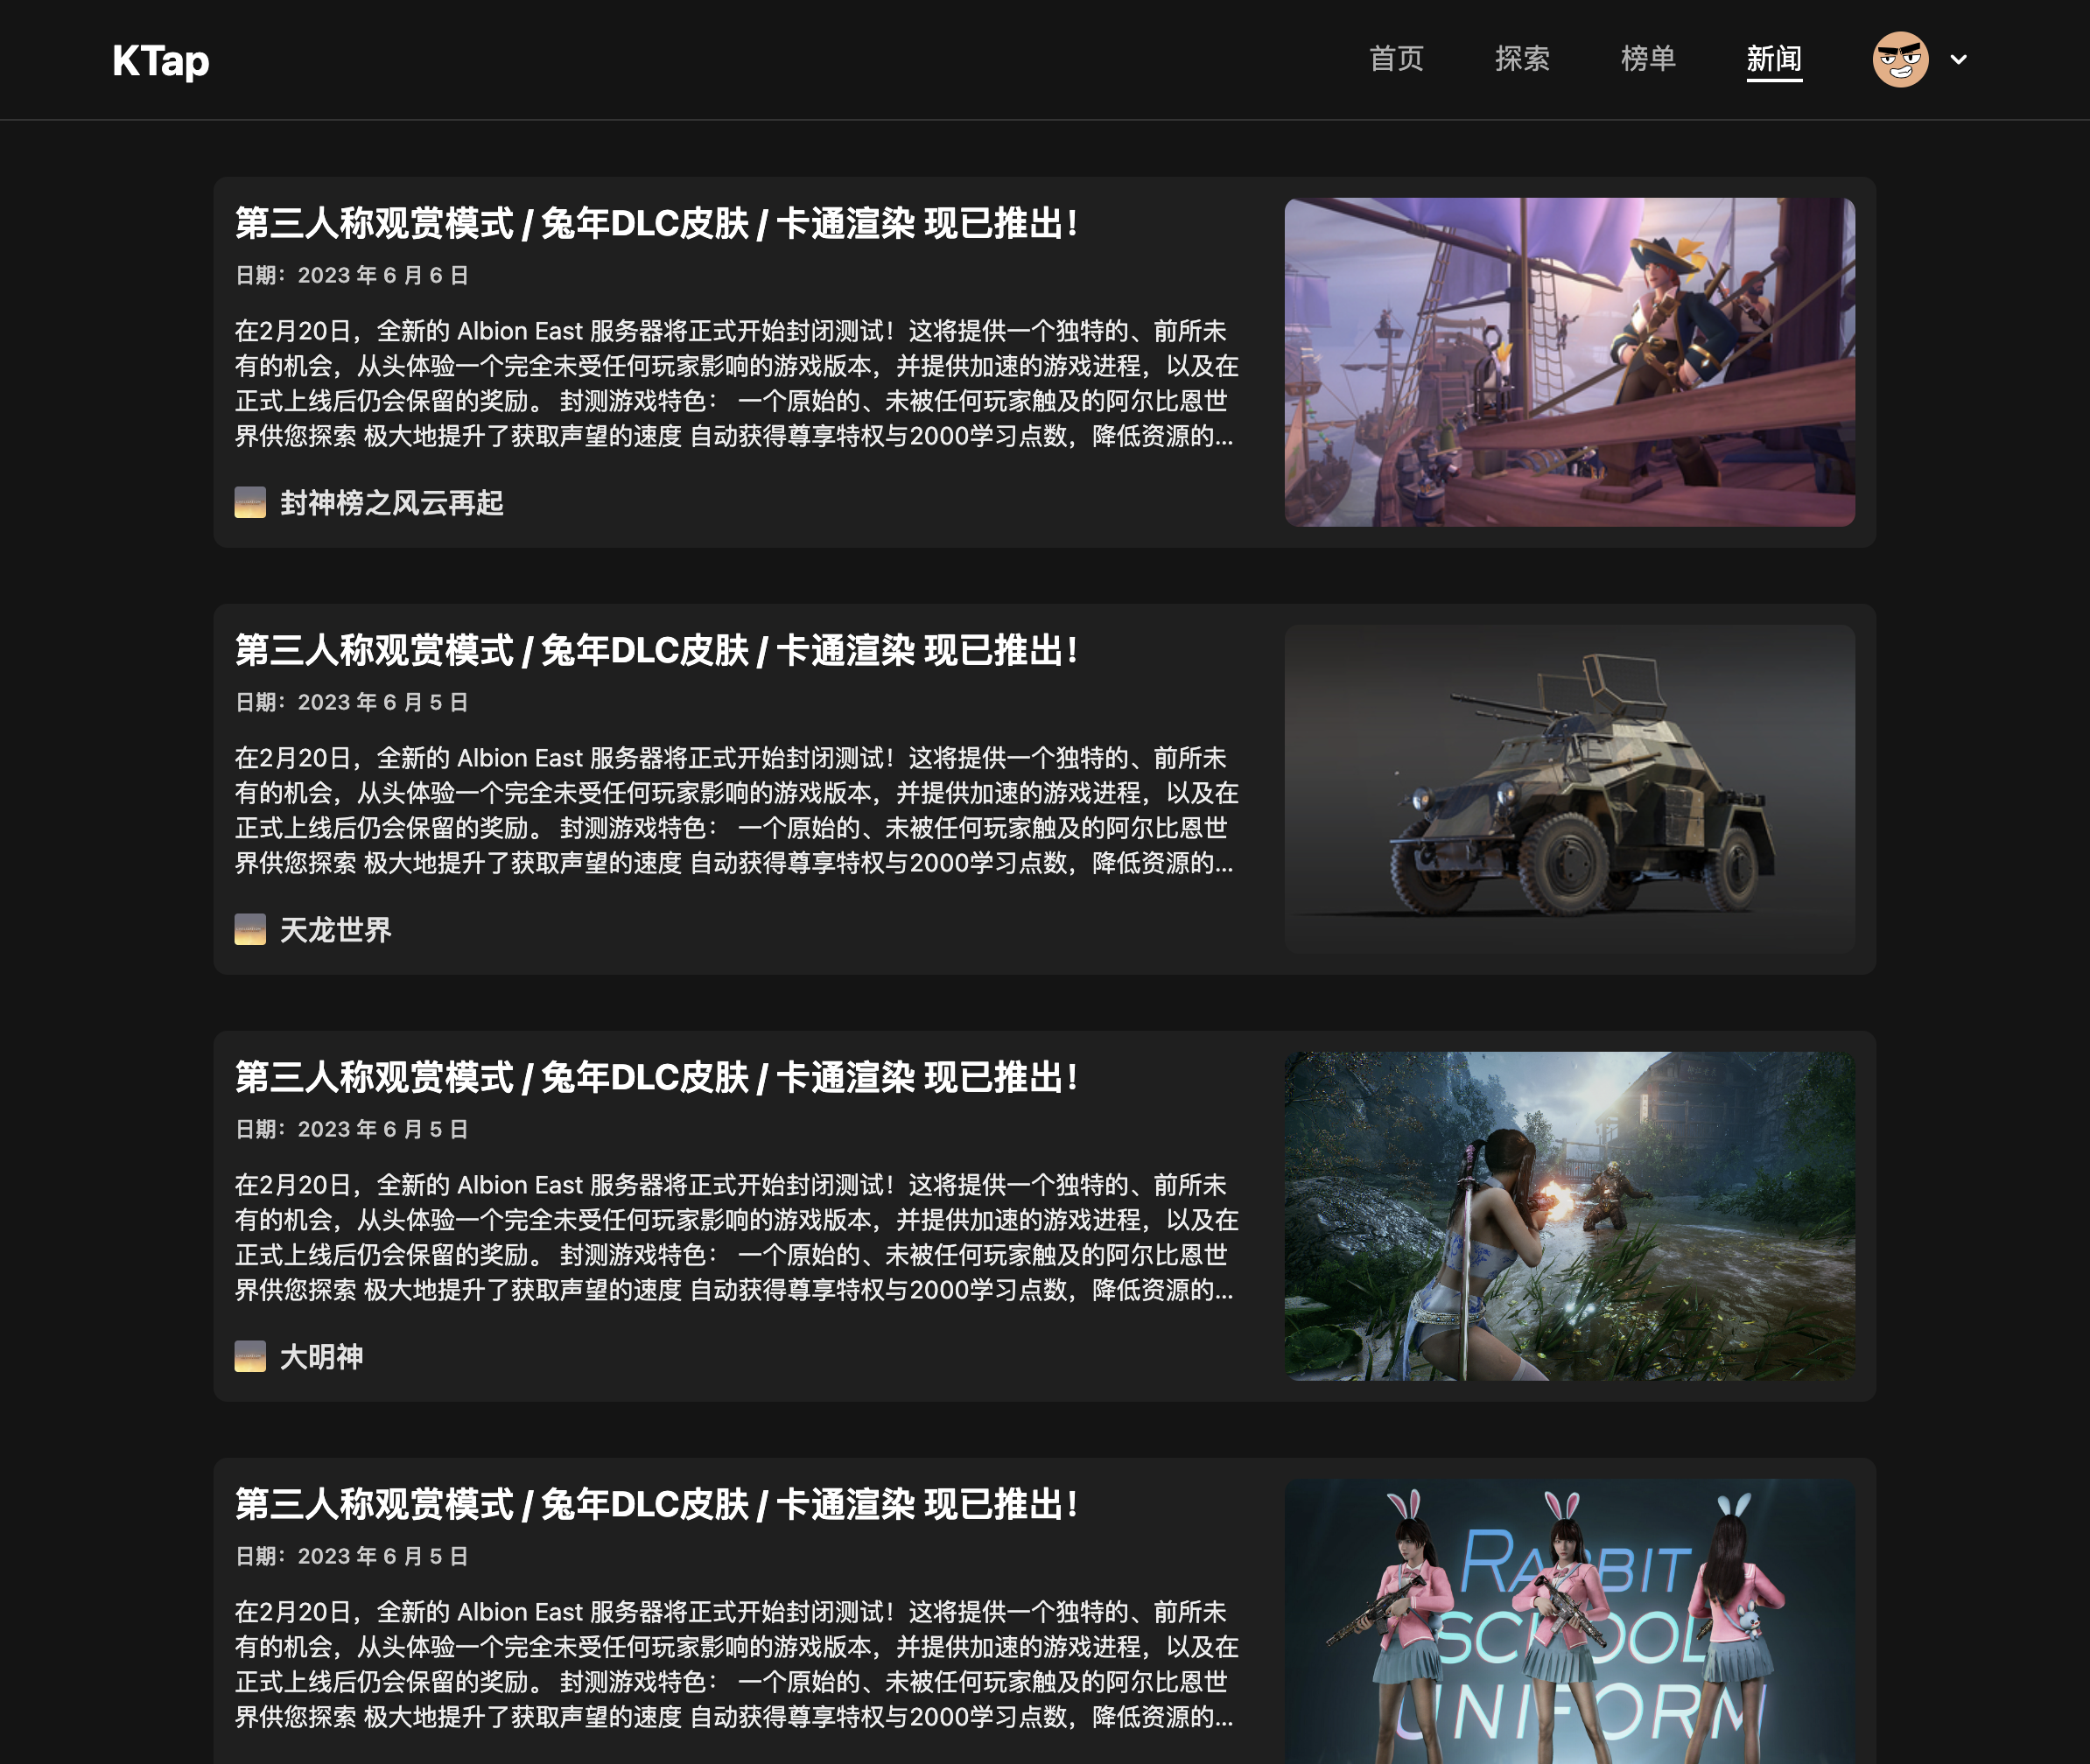 KTap
首页 探索 榜单 新闻
第三人称观赏模式 / 兔年DLC皮肤 / 卡通渲染 现已推出！
日期：2023 年 6 月 6 日
在2月20日，全新的 Albion East 服务器将正式开始封闭测试！这将提供一个独特的、前所未
有的机会，从头体验一个完全未受任何玩家影响的游戏版本，并提供加速的游戏进程，以及在
正式上线后仍会保留的奖励。 封测游戏特色： 一个原始的、未被任何玩家触及的阿尔比恩世
界供您探索 极大地提升了获取声望的速度 自动获得尊享特权与2000学习点数，降低资源的...
封神榜之风云再起
第三人称观赏模式 / 兔年DLC皮肤 / 卡通渲染 现已推出！
日期：2023 年 6 月 5 日
在2月20日，全新的 Albion East 服务器将正式开始封闭测试！这将提供一个独特的、前所未
有的机会，从头体验一个完全未受任何玩家影响的游戏版本，并提供加速的游戏进程，以及在
正式上线后仍会保留的奖励。 封测游戏特色： 一个原始的、未被任何玩家触及的阿尔比恩世
界供您探索 极大地提升了获取声望的速度 自动获得尊享特权与2000学习点数，降低资源的...
天龙世界
第三人称观赏模式 / 兔年DLC皮肤 / 卡通渲染 现已推出！
日期：2023 年 6 月 5 日
在2月20日，全新的 Albion East 服务器将正式开始封闭测试！这将提供一个独特的、前所未
有的机会，从头体验一个完全未受任何玩家影响的游戏版本，并提供加速的游戏进程，以及在
正式上线后仍会保留的奖励。 封测游戏特色： 一个原始的、未被任何玩家触及的阿尔比恩世
界供您探索 极大地提升了获取声望的速度 自动获得尊享特权与2000学习点数，降低资源的...
大明神
第三人称观赏模式 / 兔年DLC皮肤 / 卡通渲染 现已推出！
日期：2023 年 6 月 5 日
在2月20日，全新的 Albion East 服务器将正式开始封闭测试！这将提供一个独特的、前所未
有的机会，从头体验一个完全未受任何玩家影响的游戏版本，并提供加速的游戏进程，以及在
正式上线后仍会保留的奖励。 封测游戏特色： 一个原始的、未被任何玩家触及的阿尔比恩世
界供您探索 极大地提升了获取声望的速度 自动获得尊享特权与2000学习点数，降低资源的...
RABBIT
SCHOOL
UNIFORM